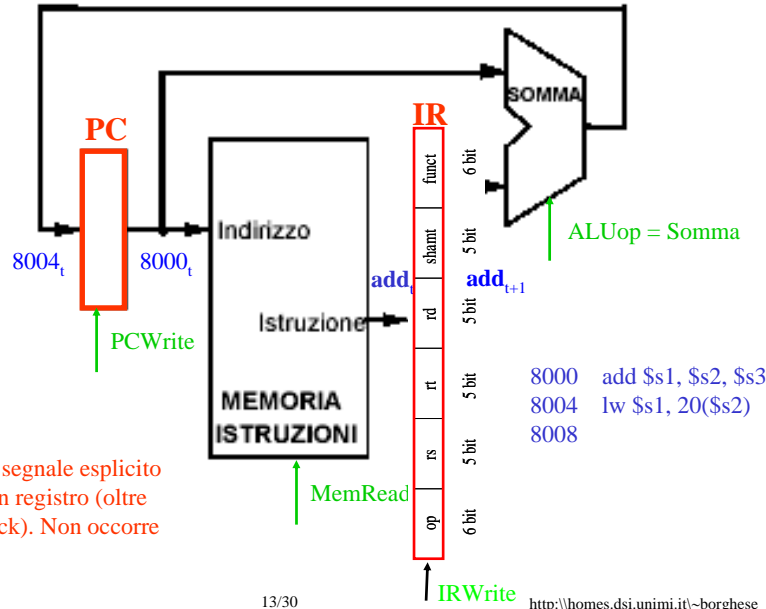 SOMMA
PC
IR
funct
6 bit
Indirizzo
shamt
5 bit
ALUop = Somma
8004t
8000t
addt
addt+1
rd
5 bit
Istruzione
PCWrite
rt
5 bit
8000 add $s1, $s2, $s3
8004 lw $s1, 20($s2)
8008
MEMORIA
ISTRUZIONI
rs
5 bit
segnale esplicito
n registro (oltre
ck). Non occorre
MemRead
op
6 bit
IRWrite
13/30
http:\\homes.dsi.unimi.it\~borghese